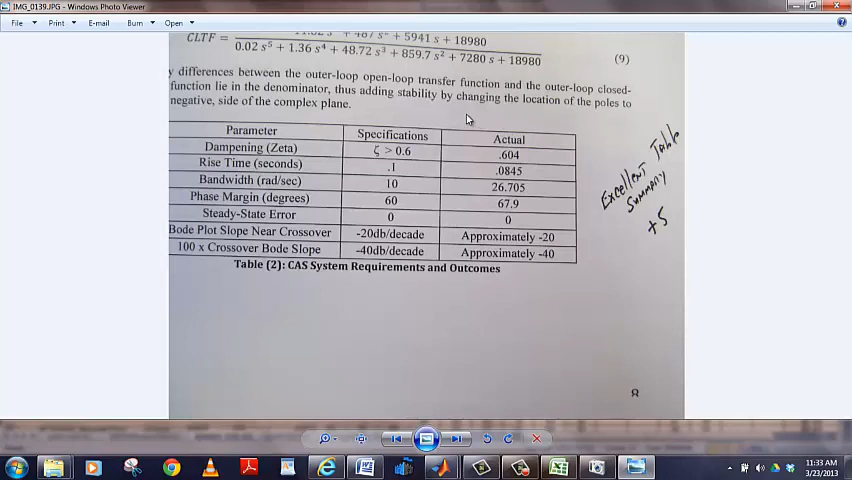 IMG_0139.JPG - Windows Photo Viewer
File Print E-mail Burn Open
CLTF = s² + 5941 s + 18980
0.02 s⁵ + 1.36 s⁴ + 48.72 s³ + 859.7 s² + 7280 s + 18980
(9)
y differences between the outer-loop open-loop transfer function and the outer-loop closed-
function lie in the denominator, thus adding stability by changing the location of the poles to
negative, side of the complex plane.
Parameter Specifications Actual
Dampening (Zeta) ζ > 0.6 .604
Rise Time (seconds) .1 .0845
Bandwidth (rad/sec) 10 26.705
Phase Margin (degrees) 60 67.9
Steady-State Error 0 0
Bode Plot Slope Near Crossover -20db/decade Approximately -20
100 x Crossover Bode Slope -40db/decade Approximately -40
Table (2): CAS System Requirements and Outcomes
Excellent Table
Summary
+5
8
11:33 AM
3/23/2013